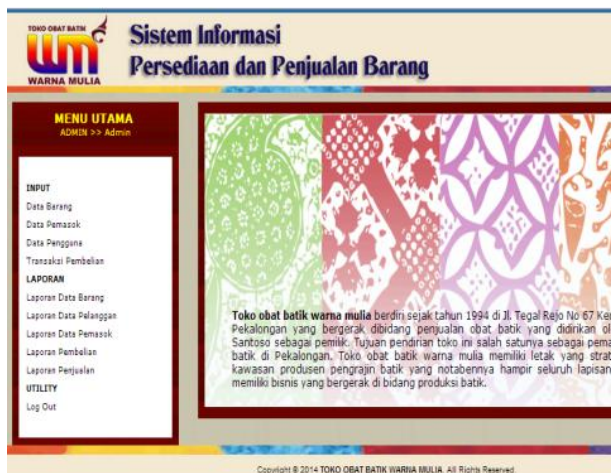 TOKO OBAT BATIK
WM
WARNA MULIA
Sistem Informasi
Persediaan dan Penjualan Barang
MENU UTAMA
ADMIN >> Admin
INPUT
Data Barang
Data Pemasok
Data Pengguna
Transaksi Pembelian
LAPORAN
Laporan Data Barang
Laporan Data Pelanggan
Laporan Data Pemasok
Laporan Pembelian
Laporan Penjualan
UTILITY
Log Out
Toko obat batik warna mulia berdiri sejak tahun 1994 di Jl. Tegal Rejo No 67
Pekalongan yang bergerak dibidang penjualan obat batik yang didirikan
Santoso sebagai pemilik. Tujuan pendirian toko ini salah satunya sebagai
batik di Pekalongan. Toko obat batik warna mulia memiliki letak yang
kawasan produsen pengrajin batik yang notabennya hampir seluruh lapisan
memiliki bisnis yang bergerak di bidang produksi batik.
Copyright © 2014 TOKO OBAT BATIK WARNA MULIA. All Rights Reserved